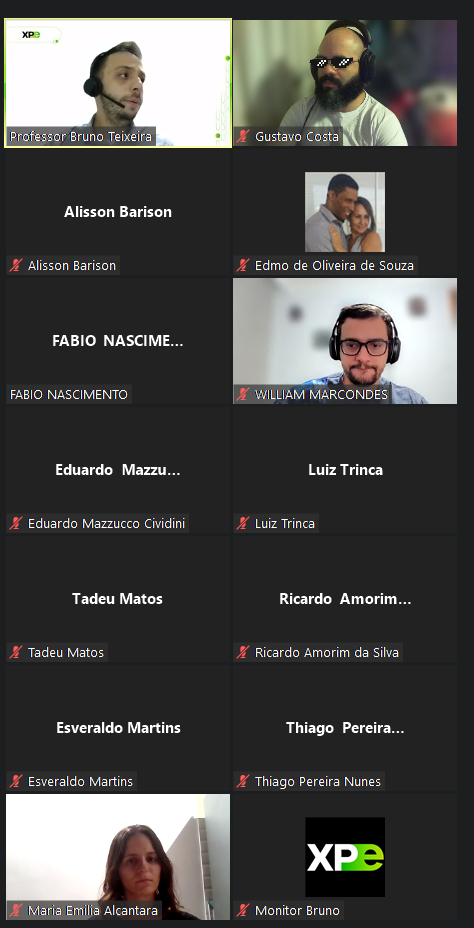 XPe
Professor Bruno Teixeira
Gustavo Costa
Alisson Barison
Alisson Barison
Edmo de Oliveira de Souza
FABIO NASCIME...
FABIO NASCIMENTO
WILLIAM MARCONDES
Eduardo Mazzu...
Luiz Trinca
Eduardo Mazzucco Cividini
Luiz Trinca
Tadeu Matos
Ricardo Amorim...
Tadeu Matos
Ricardo Amorim da Silva
Esveraldo Martins
Thiago Pereira...
Esveraldo Martins
Thiago Pereira Nunes
XPe
Maria Emilia Alcantara
Monitor Bruno